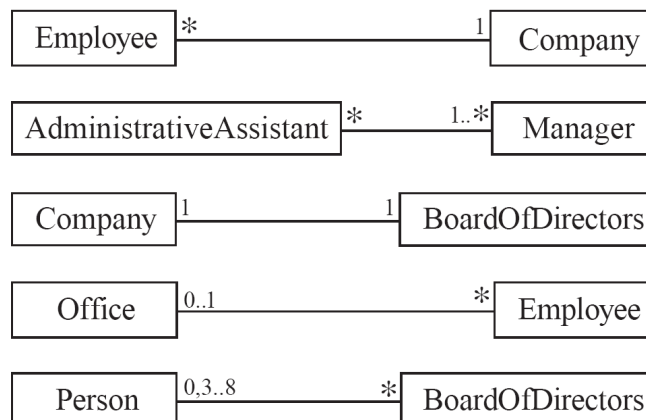 Employee * 1 Company
AdministrativeAssistant * 1..* Manager
Company 1 1 BoardOfDirectors
Office 0..1 * Employee
Person 0,3..8 * BoardOfDirectors